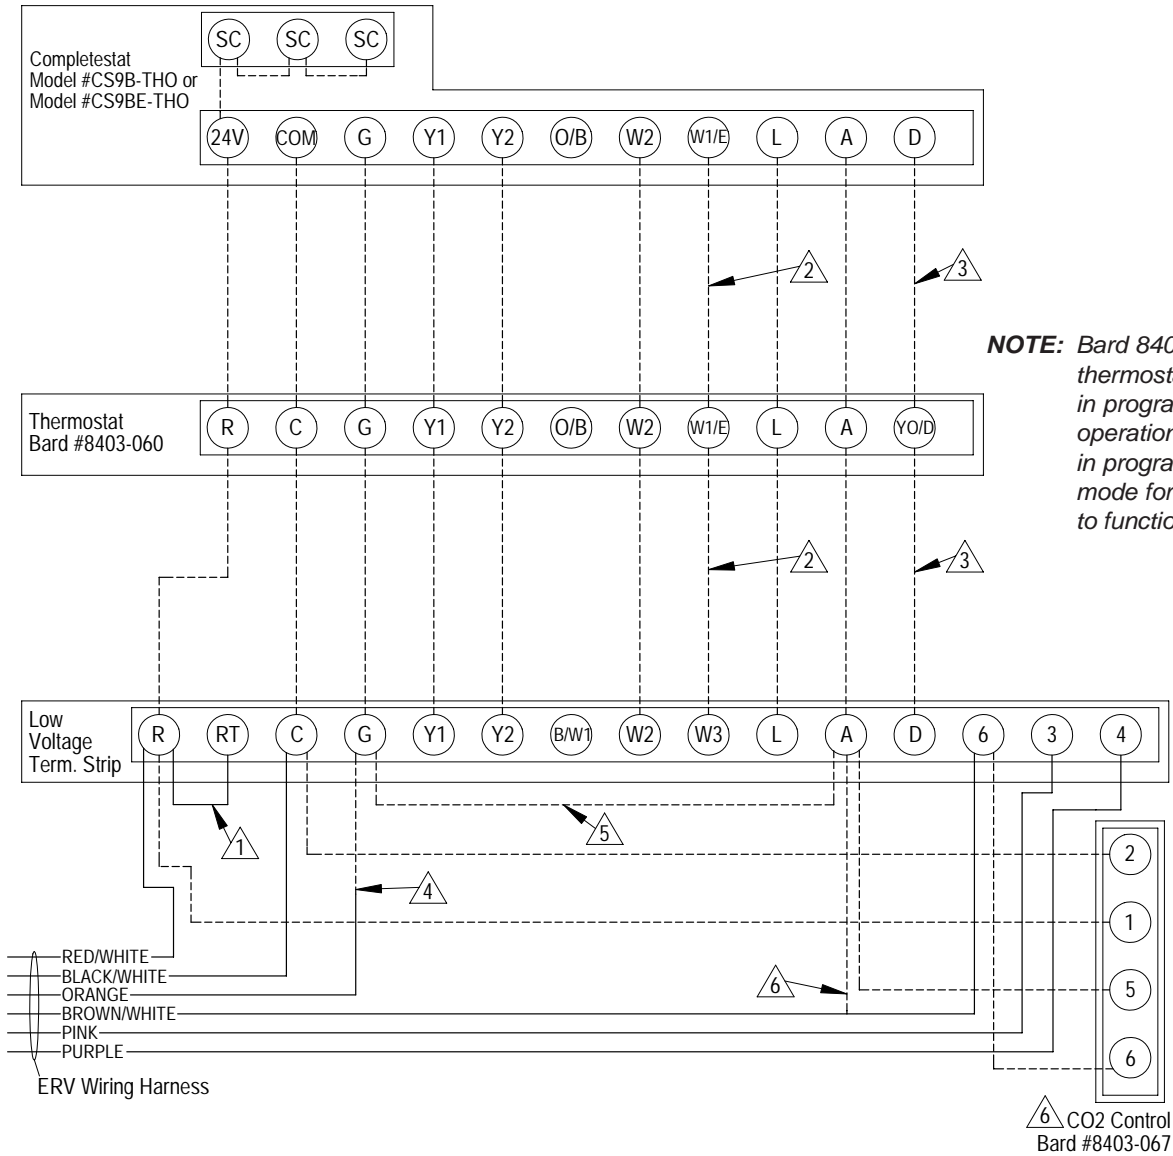 SC SC SC
Completestat
Model #CS9B-THO or
Model #CS9BE-THO
24V COM G Y1 Y2 O/B W2 W1/E L A D
2 3
NOTE: Bard 840
thermosta
in progra
operation
in progra
mode for
to functio
Thermostat
Bard #8403-060
R C G Y1 Y2 O/B W2 W1/E L A YO/D
2 3
Low
Voltage
Term. Strip
R RT C G Y1 Y2 B/W1 W2 W3 L A D 6 3 4
1 5
2
4
1
RED/WHITE
BLACK/WHITE
ORANGE
BROWN/WHITE
PINK
PURPLE
6
5
6
ERV Wiring Harness
6 CO2 Control
Bard #8403-067